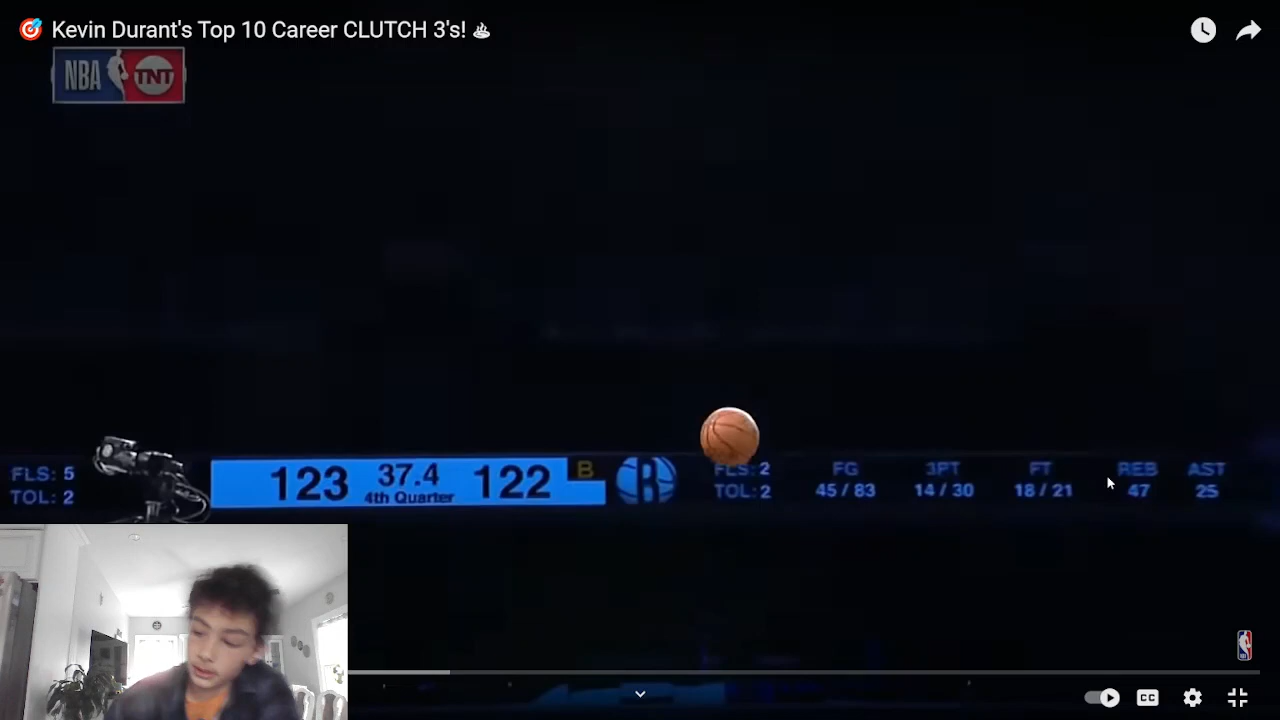 🎯 Kevin Durant's Top 10 Career CLUTCH 3's! ♨
NBA TNT
FLS: 5
TOL: 2
123 37.4 122 B
4th Quarter
B
FLS: 2 FG 3PT FT REB AST
TOL: 2 45 / 83 14 / 30 18 / 21 47 25
CC